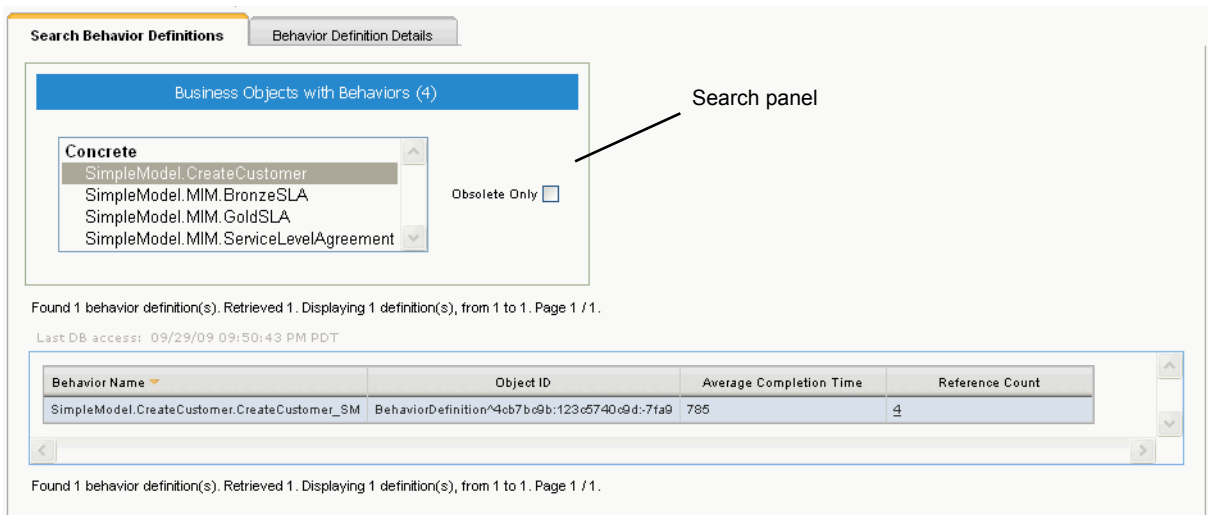 Search Behavior Definitions
Behavior Definition Details
Business Objects with Behaviors (4)
Search panel
Concrete
SimpleModel.CreateCustomer
SimpleModel.MIM.BronzeSLA
SimpleModel.MIM.GoldSLA
SimpleModel.MIM.ServiceLevelAgreement
Obsolete Only
Found 1 behavior definition(s). Retrieved 1. Displaying 1 definition(s), from 1 to 1. Page 1 / 1.
Last DB access: 09/29/09 09:50:43 PM PDT
Behavior Name Object ID Average Completion Time Reference Count
SimpleModel.CreateCustomer.CreateCustomer_SM BehaviorDefinition^4cb7bc9b:123c5740c9d:-7fa9 785 4
Found 1 behavior definition(s). Retrieved 1. Displaying 1 definition(s), from 1 to 1. Page 1 / 1.